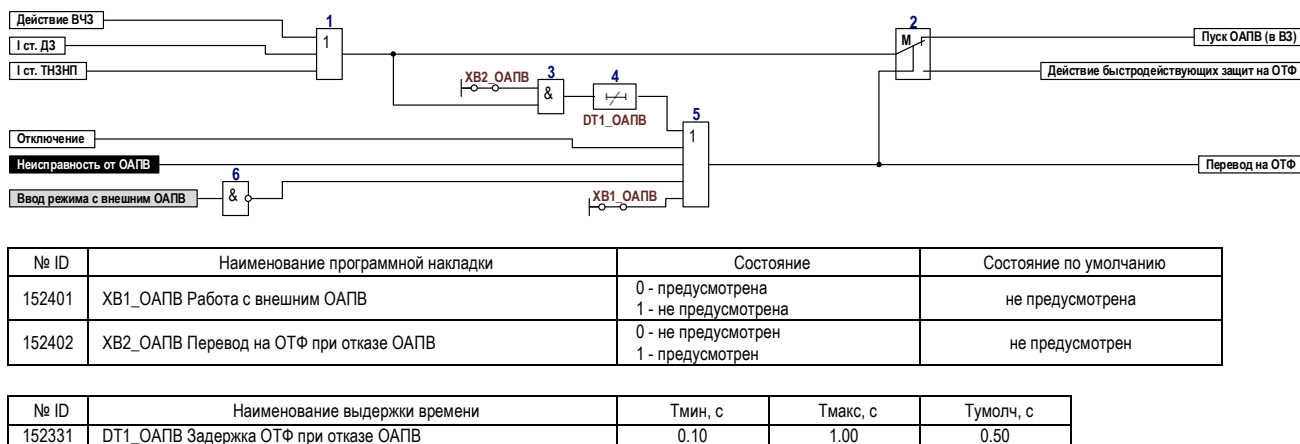 Действие ВЧЗ
1
2
I ст. ДЗ
1
М
Пуск ОАПВ (в ВЗ)
I ст. ТНЗНП
ХВ2_ОАПВ
3
4
Действие быстродействующих защит на ОТФ
&
DT1_ОАПВ
5
1
Отключение
Неисправность от ОАПВ
Перевод на ОТФ
6
Ввод режима с внешним ОАПВ
&
ХВ1_ОАПВ
№ ID Наименование программной накладки Состояние Состояние по умолчанию
152401 ХВ1_ОАПВ Работа с внешним ОАПВ 0 - предусмотрена не предусмотрена
1 - не предусмотрена
152402 ХВ2_ОАПВ Перевод на ОТФ при отказе ОАПВ 0 - не предусмотрен не предусмотрен
1 - предусмотрен
№ ID Наименование выдержки времени Тмин, с Тмакс, с Тумолч, с
152331 DT1_ОАПВ Задержка ОТФ при отказе ОАПВ 0.10 1.00 0.50